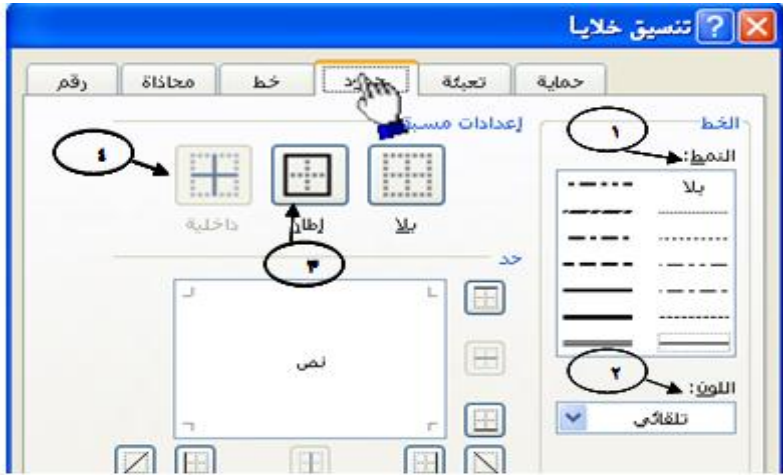 تنسيق خلايا
رقم محاذاة خط حدود تعبئة حماية
الخط
١
النمط:
بلا
٢
اللون:
تلقائي
إعدادات مسبقة
بلا إطار داخلية
٤
٣
حد
نص